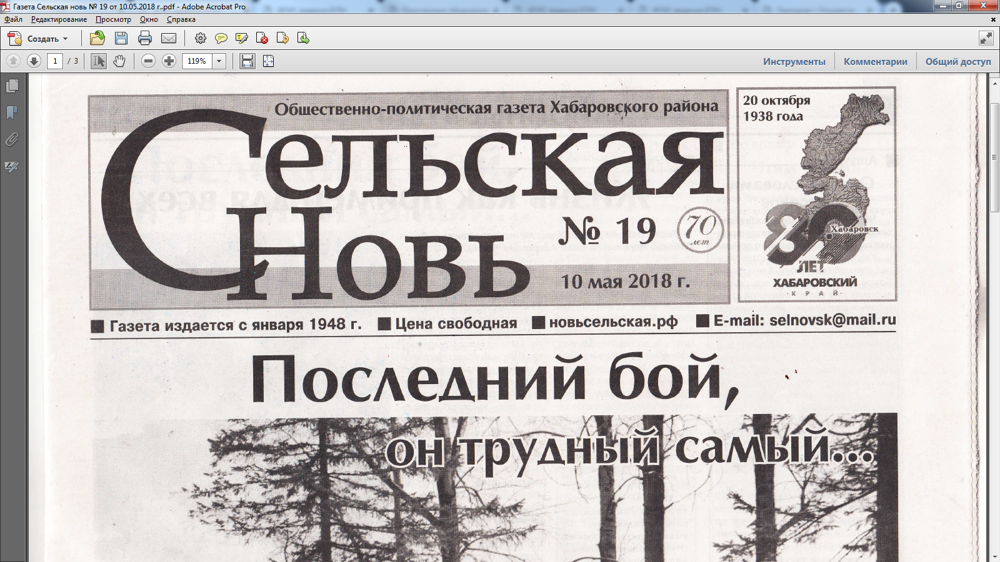 Газета Сельская новь № 19 от 10.05.2018 г..pdf - Adobe Acrobat Pro
Файл Редактирование Просмотр Окно Справка
Создать
1 / 3 119% Инструменты Комментарии Общий доступ
Общественно-политическая газета Хабаровского района
Сельская
Новь
№ 19
70
лет
10 мая 2018 г.
20 октября
1938 года
Хабаровск
80
ЛЕТ
ХАБАРОВСКИЙ
КРАЙ
Газета издается с января 1948 г. Цена свободная новьсельская.рф E-mail: selnovsk@mail.ru
Последний бой,
он трудный самый...